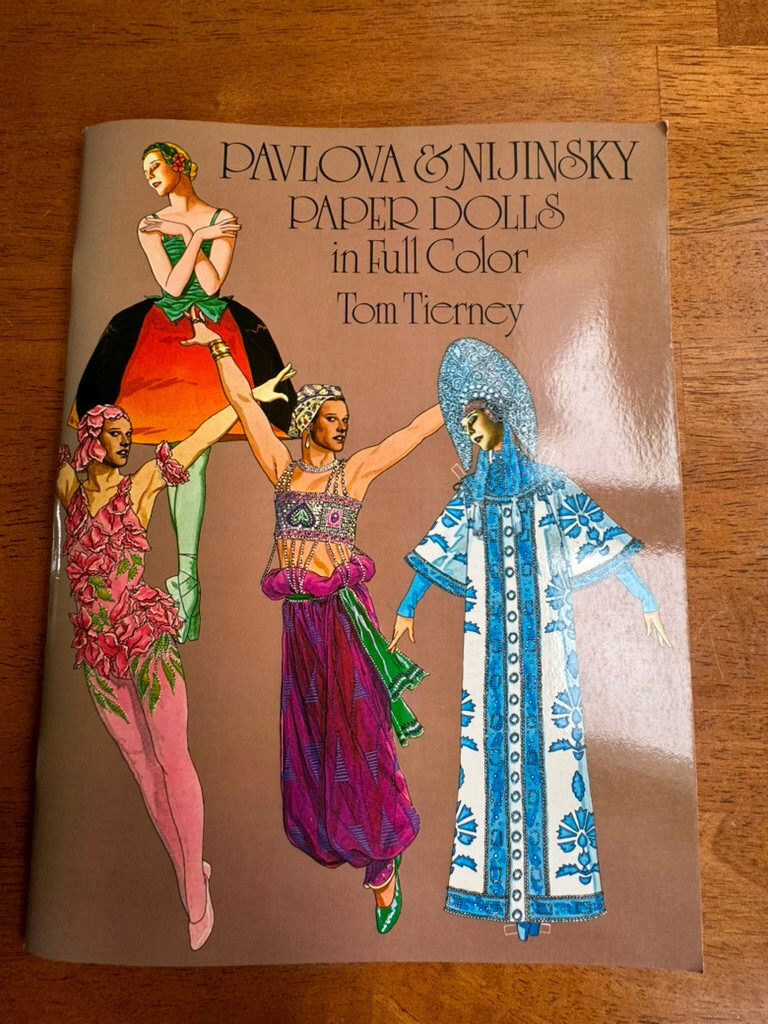 PAVLOVA & NIJINSKY
PAPER DOLLS
in Full Color
Tom Tierney